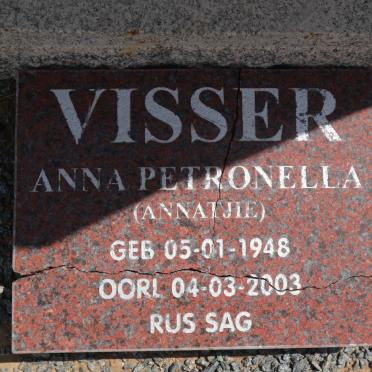 VISSER
ANNA PETRONELLA
(ANNATJIE)
GEB 05-01-1948
OORL 04-03-2003
RUS SAG